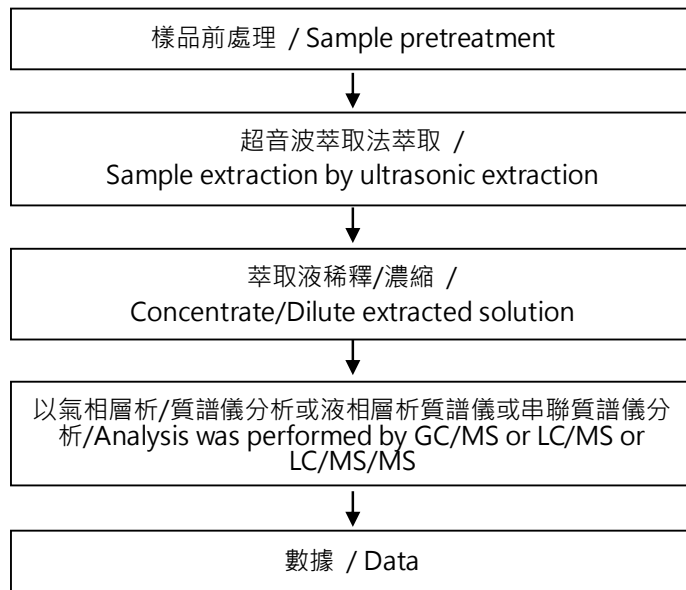 樣品前處理 / Sample pretreatment
超音波萃取法萃取 /
Sample extraction by ultrasonic extraction
萃取液稀釋/濃縮 /
Concentrate/Dilute extracted solution
以氣相層析/質譜儀分析或液相層析質譜儀或串聯質譜儀分
析/Analysis was performed by GC/MS or LC/MS or
LC/MS/MS
數據 / Data